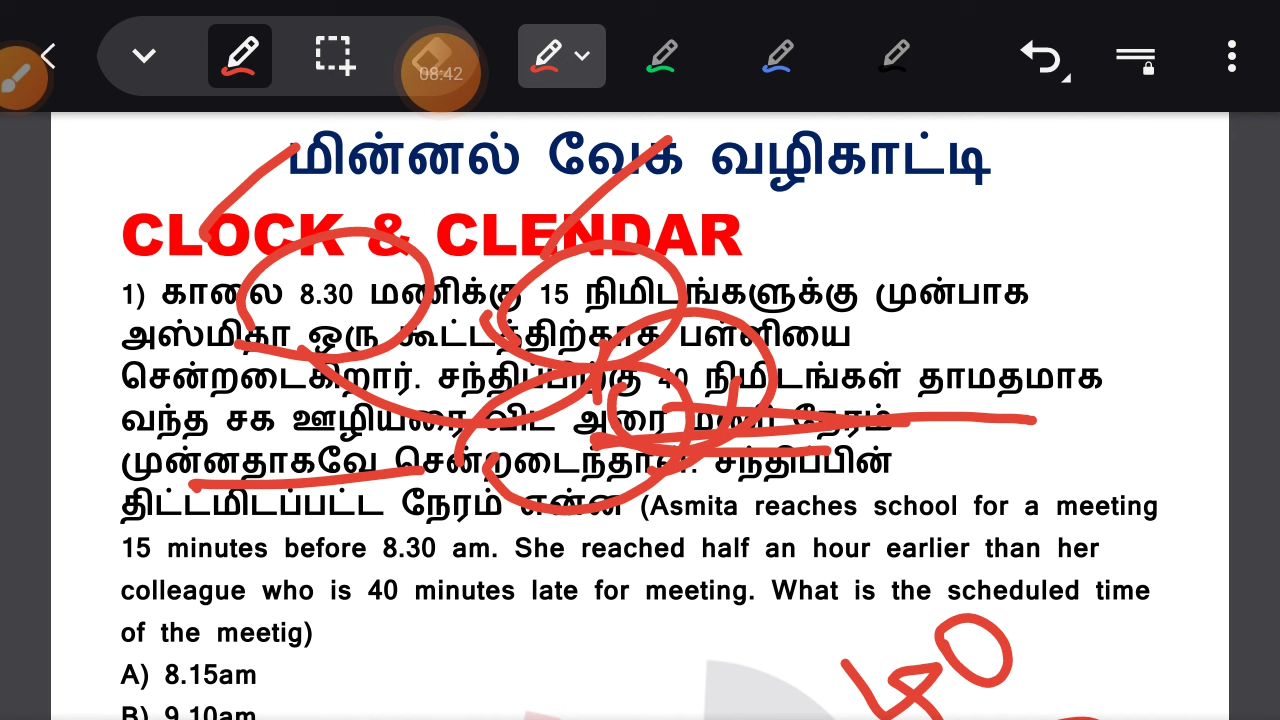 08:42
மின்னல் வேக வழிகாட்டி
CLOCK & CLENDAR
1) காலை 8.30 மணிக்கு 15 நிமிடங்களுக்கு முன்பாக
அஸ்மிதா ஒரு கூட்டத்திற்காக பள்ளியை
சென்றடைகிறார். சந்திப்பிற்கு 40 நிமிடங்கள் தாமதமாக
வந்த சக ஊழியரை விட அரை மணி நேரம்
முன்னதாகவே சென்றடைந்தார். சந்திப்பின்
திட்டமிடப்பட்ட நேரம் என்ன (Asmita reaches school for a meeting
15 minutes before 8.30 am. She reached half an hour earlier than her
colleague who is 40 minutes late for meeting. What is the scheduled time
of the meetig)
A) 8.15am
40
B) 9.10am